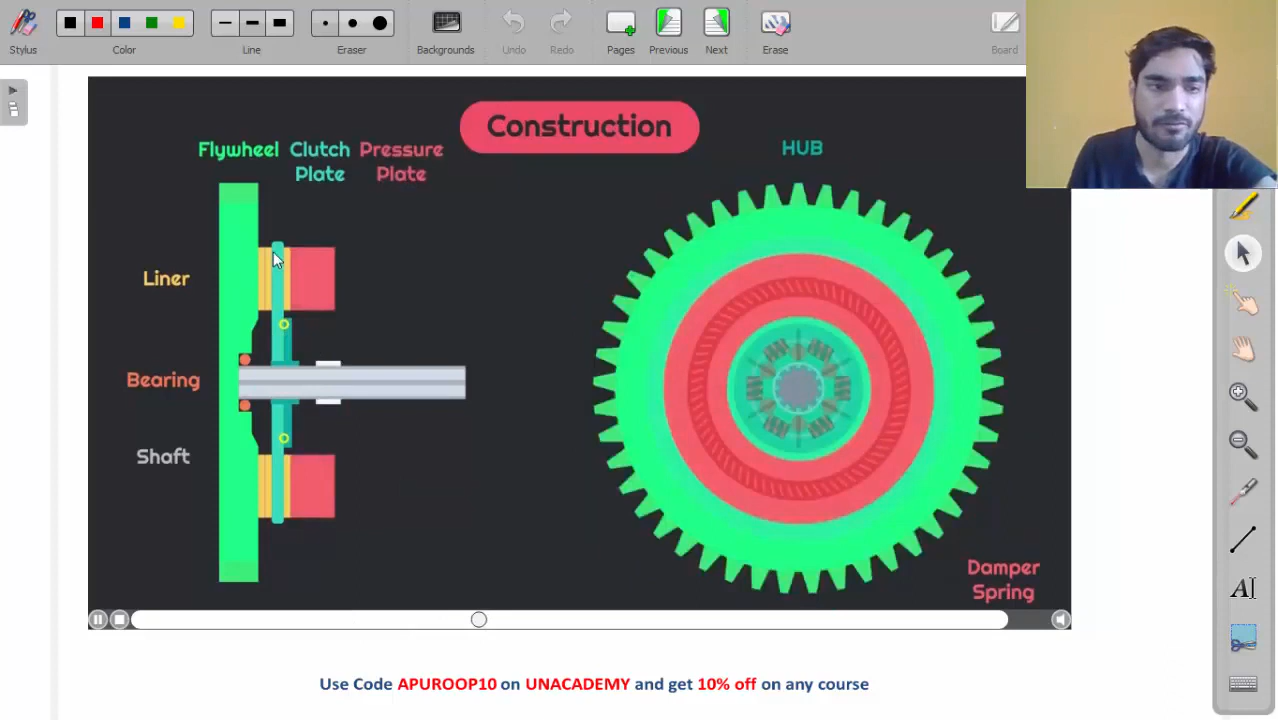 Stylus
Color
Line
Eraser
Backgrounds
Undo
Redo
Pages
Previous
Next
Erase
Board
Construction
Flywheel
Clutch
Plate
Pressure
Plate
HUB
Liner
Bearing
Shaft
Damper
Spring
Use Code APUROOP10 on UNACADEMY and get 10% off on any course